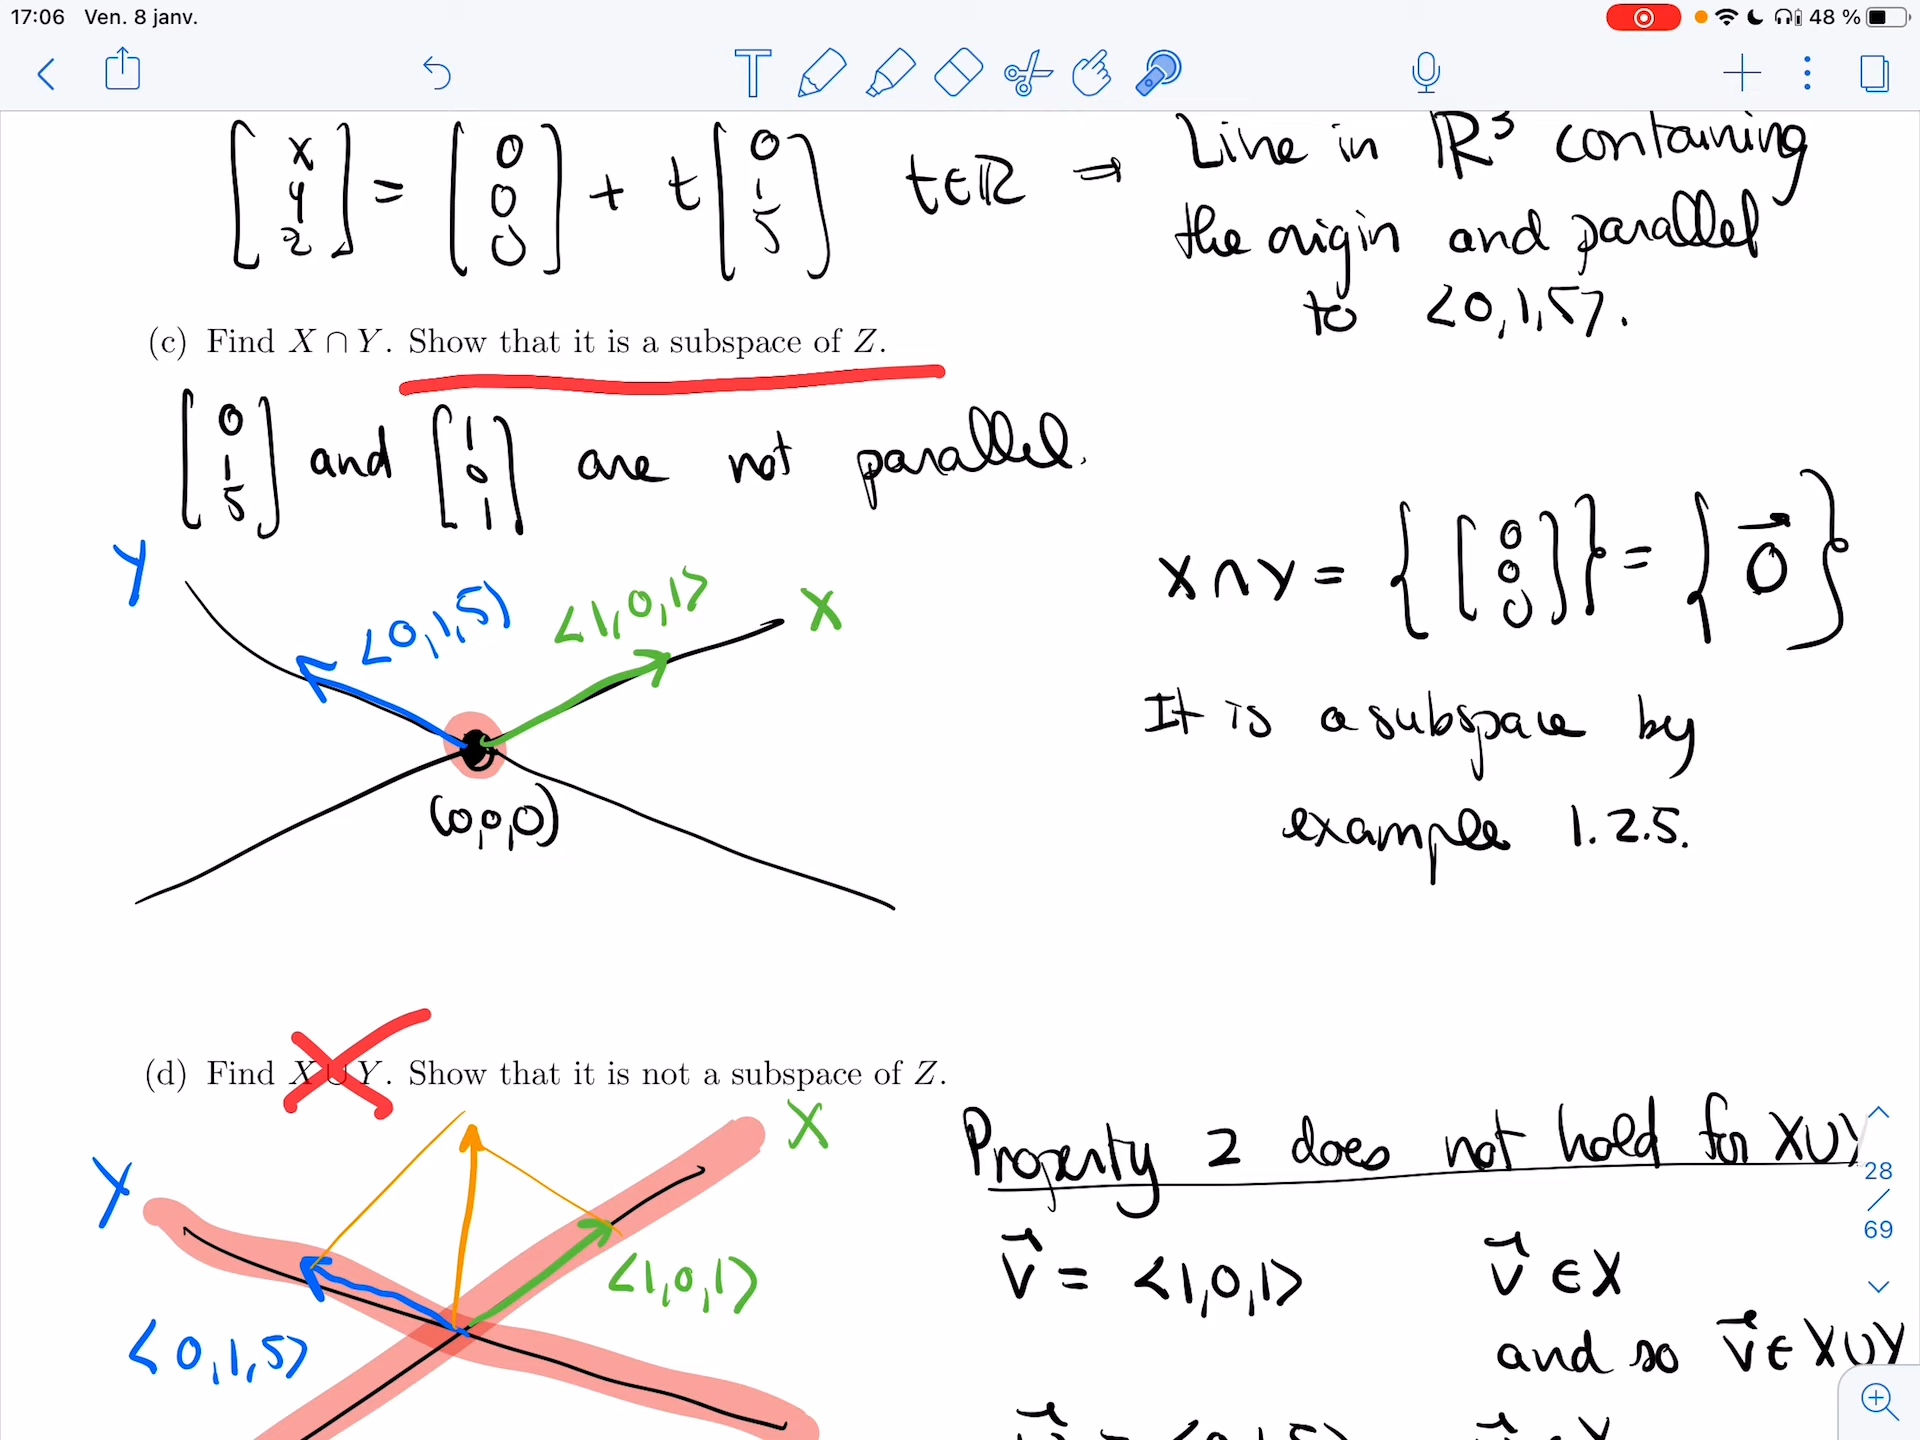 17:06 Ven. 8 janv. 48 %
[x y z] = [0 0 0] + t [0 1 5] t∈ℝ ⇒ Line in ℝ³ containing
the origin and parallel
to <0,1,5>.
(c) Find X ∩ Y. Show that it is a subspace of Z.
[0 1 5] and [1 0 1] are not parallel.
Y <0,1,5> <1,0,1> X
X∩Y = {[0 0 0]} = {0⃗}
It is a subspace by
(0,0,0)
example 1.2.5.
(d) Find X ∪ Y. Show that it is not a subspace of Z.
X
Y
<1,0,1>
<0,1,5>
Property 2 does not hold for X∪Y
28
/
69
v⃗ = <1,0,1> v⃗ ∈ X
and so v⃗ ∈ X∪Y